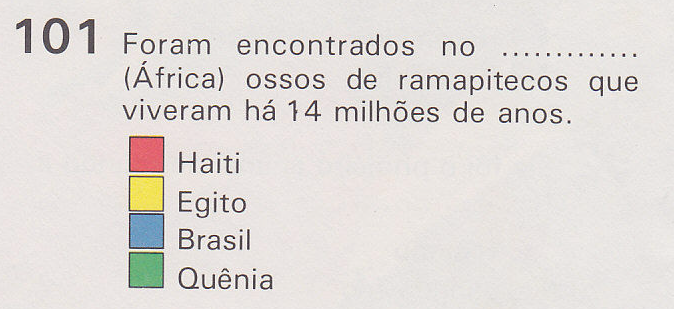 101 Foram encontrados no .............
(África) ossos de ramapitecos que
viveram há 14 milhões de anos.
Haiti
Egito
Brasil
Quênia